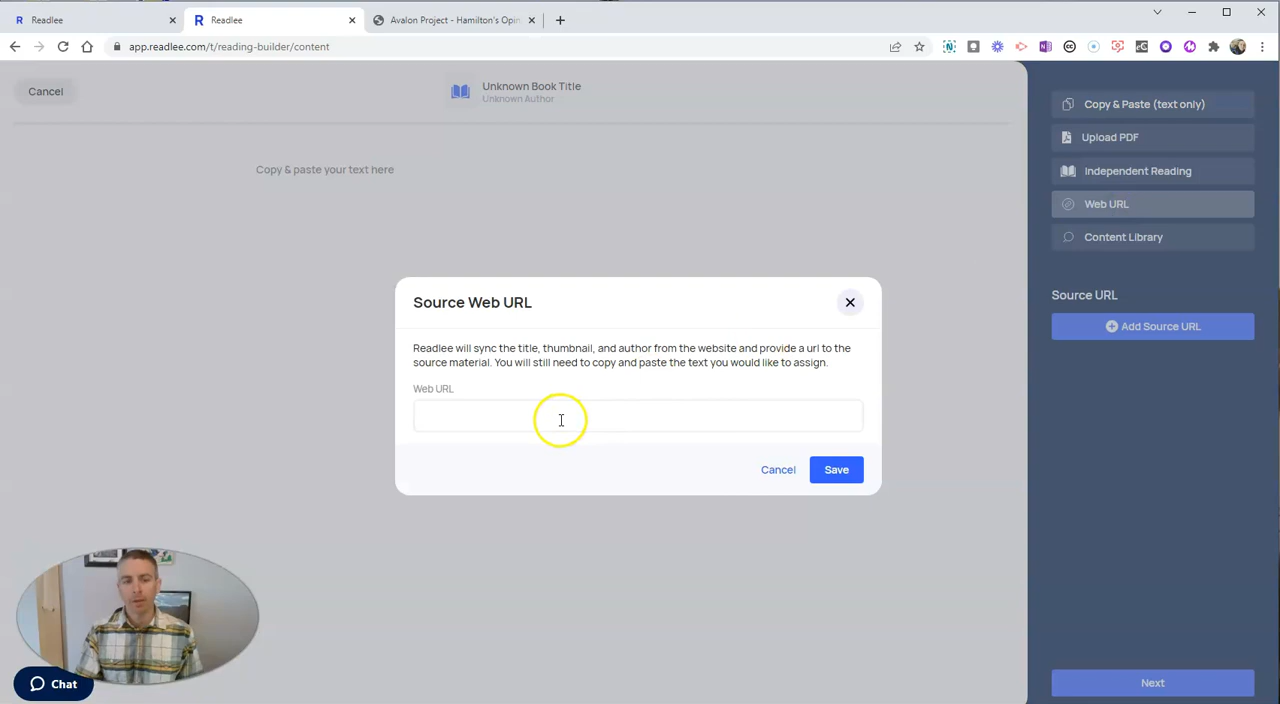 Readlee
Readlee
Avalon Project - Hamilton's Opin
app.readlee.com/t/reading-builder/content
Cancel
Unknown Book Title
Unknown Author
Copy & paste your text here
Copy & Paste (text only)
Upload PDF
Independent Reading
Web URL
Content Library
Source URL
Add Source URL
Source Web URL
Readlee will sync the title, thumbnail, and author from the website and provide a url to the
source material. You will still need to copy and paste the text you would like to assign.
Web URL
Cancel
Save
Chat
Next